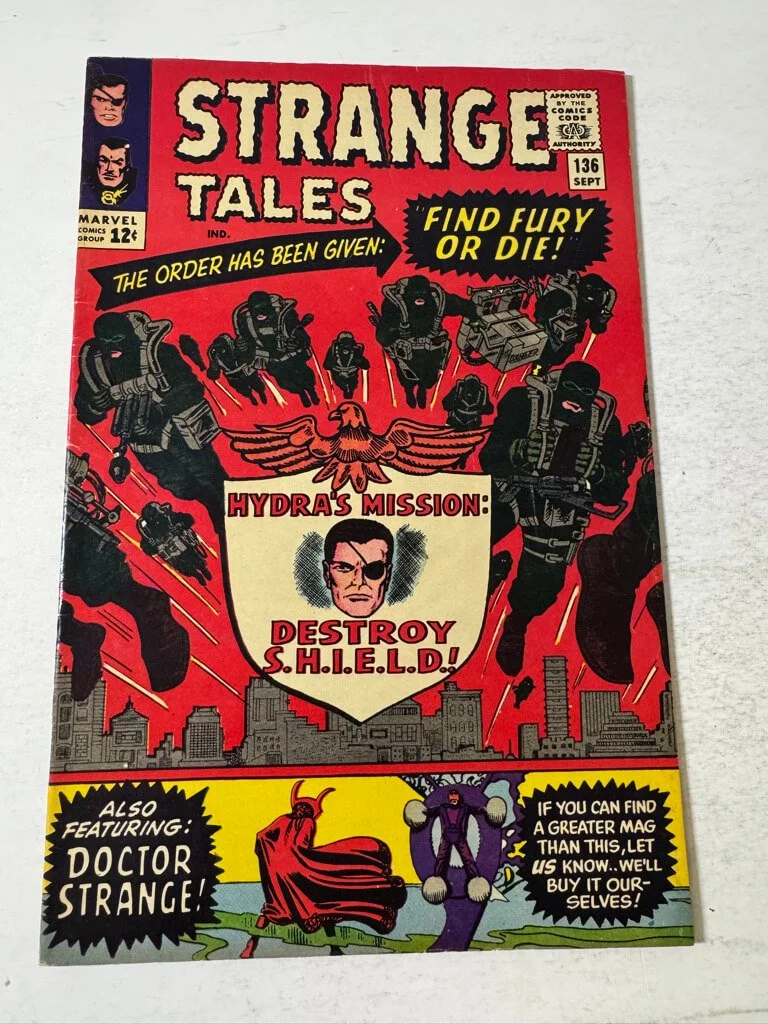 STRANGE
TALES
APPROVED
BY THE
COMICS
CODE
AUTHORITY
136
SEPT
MARVEL
COMICS
GROUP 12¢
IND.
THE ORDER HAS BEEN GIVEN:
"FIND FURY
OR DIE!"
DANGER
HYDRA'S MISSION:
DESTROY
S.H.I.E.L.D.!
ALSO
FEATURING:
DOCTOR
STRANGE!
IF YOU CAN FIND
A GREATER MAG
THAN THIS, LET
US KNOW..WE'LL
BUY IT OUR-
SELVES!